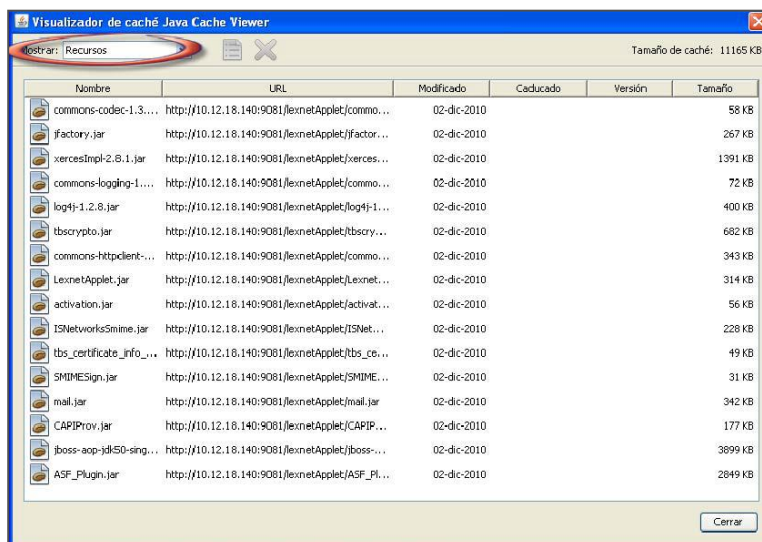 Visualizador de caché Java Cache Viewer
Mostrar: Recursos
Tamaño de caché: 11165 KB
Nombre URL Modificado Caducado Versión Tamaño
commons-codec-1.3.... http://10.12.18.140:9081/lexnetApplet/commo... 02-dic-2010 58 KB
jfactory.jar http://10.12.18.140:9081/lexnetApplet/jfactor... 02-dic-2010 267 KB
xercesImpl-2.8.1.jar http://10.12.18.140:9081/lexnetApplet/xerces... 02-dic-2010 1391 KB
commons-logging-1.... http://10.12.18.140:9081/lexnetApplet/commo... 02-dic-2010 72 KB
log4j-1.2.8.jar http://10.12.18.140:9081/lexnetApplet/log4j-1... 02-dic-2010 400 KB
tbscrypto.jar http://10.12.18.140:9081/lexnetApplet/tbscry... 02-dic-2010 682 KB
commons-httpclient-... http://10.12.18.140:9081/lexnetApplet/commo... 02-dic-2010 343 KB
LexnetApplet.jar http://10.12.18.140:9081/lexnetApplet/Lexnet... 02-dic-2010 314 KB
activation.jar http://10.12.18.140:9081/lexnetApplet/activat... 02-dic-2010 56 KB
ISNetworksSmime.jar http://10.12.18.140:9081/lexnetApplet/ISNet... 02-dic-2010 228 KB
tbs_certificate_info_... http://10.12.18.140:9081/lexnetApplet/tbs_ce... 02-dic-2010 49 KB
SMIMESign.jar http://10.12.18.140:9081/lexnetApplet/SMIME... 02-dic-2010 31 KB
mail.jar http://10.12.18.140:9081/lexnetApplet/mail.jar 02-dic-2010 342 KB
CAPIProv.jar http://10.12.18.140:9081/lexnetApplet/CAPIP... 02-dic-2010 177 KB
jboss-aop-jdk50-sing... http://10.12.18.140:9081/lexnetApplet/jboss-... 02-dic-2010 3899 KB
ASF_Plugin.jar http://10.12.18.140:9081/lexnetApplet/ASF_Pl... 02-dic-2010 2849 KB
Cerrar